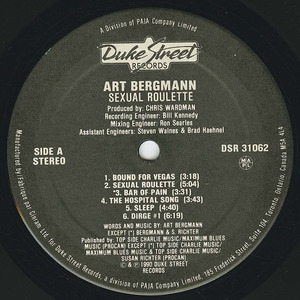 A Division of PAJA Company Limited
Duke Street
RECORDS
ART BERGMANN
SEXUAL ROULETTE
Produced by: CHRIS WARDMAN
Recording Engineer: Bill Kennedy
Mixing Engineer: Ron Searles
Assistant Engineers: Steven Waines & Brad Haehnel
SIDE A
STEREO
DSR 31062
1. BOUND FOR VEGAS (3:18)
2. SEXUAL ROULETTE (5:04)
*3. BAR OF PAIN (3:31)
4. THE HOSPITAL SONG (3:31)
5. SLEEP (4:40)
6. DIRGE #1 (6:19)
WORDS AND MUSIC BY: ART BERGMANN
EXCEPT (*) BERGMANN & S. RICHTER
Published by: TOP SIDE CHARLIE MUSIC/MAXIMUM BLUES
MUSIC (PROCAN) EXCEPT (*) TOP SIDE CHARLIE MUSIC/
MAXIMUM BLUES MUSIC/
SUSAN RICHTER (PROCAN)
© & ℗ 1990 DUKE STREET
RECORDS